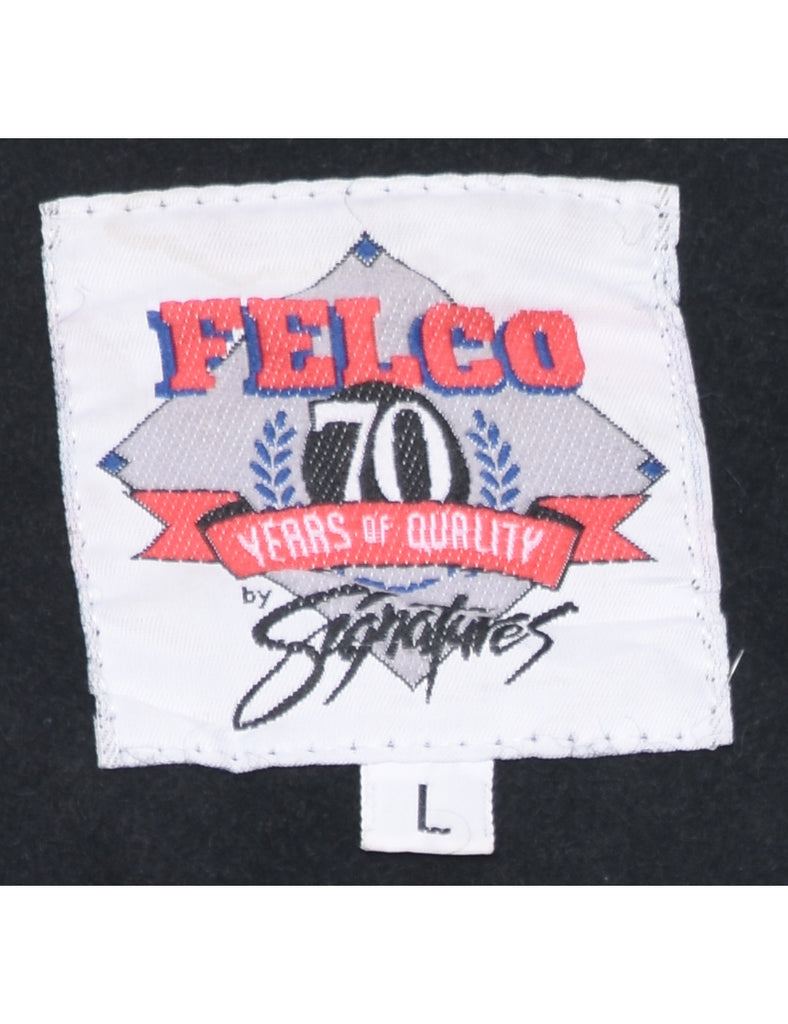 FELCO
70
YEARS OF QUALITY
by
Signatures
L